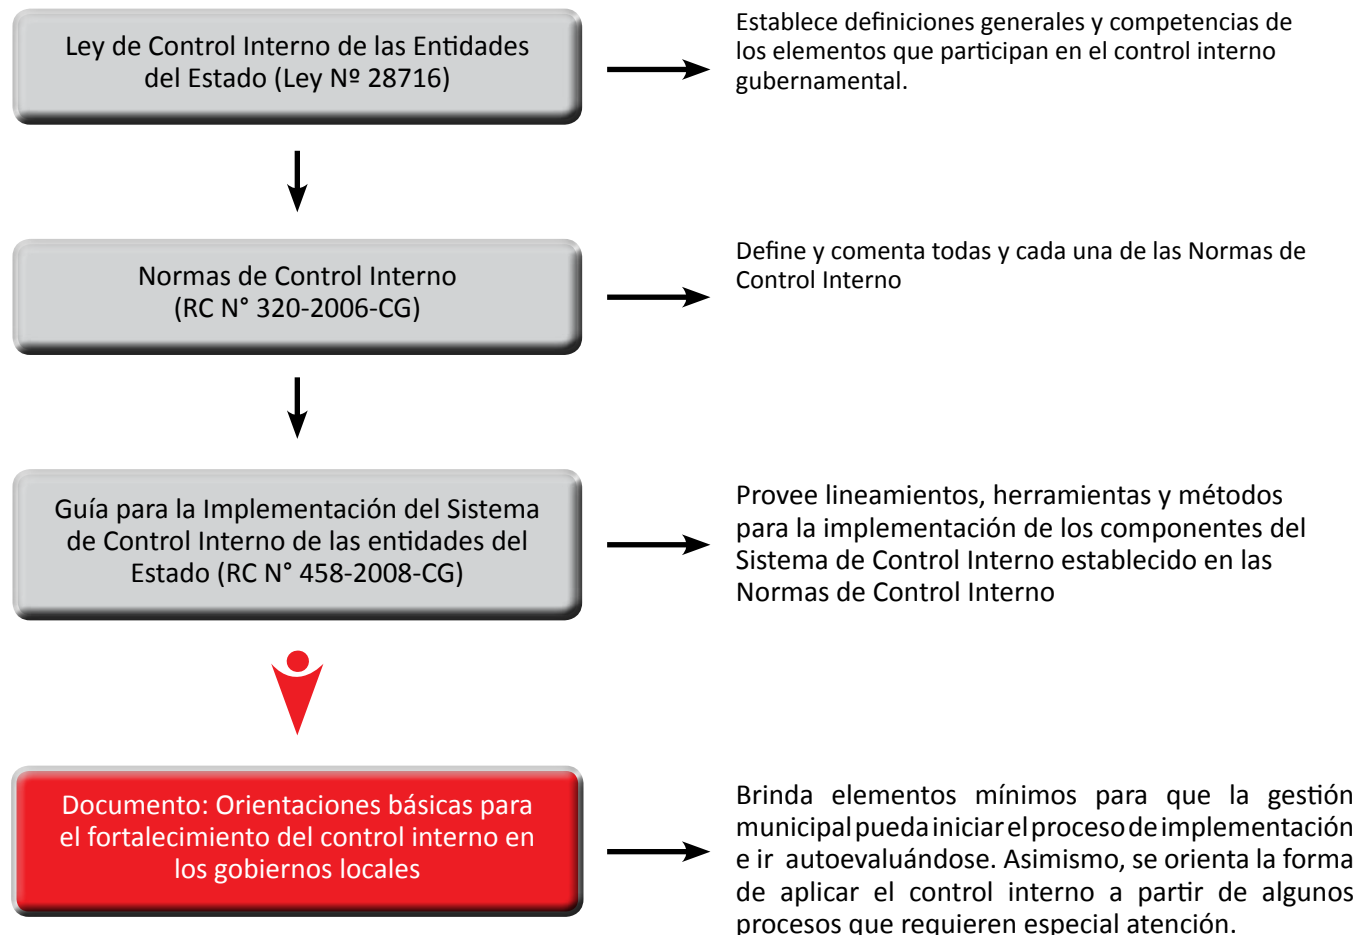 Ley de Control Interno de las Entidades
del Estado (Ley Nº 28716)
Establece definiciones generales y competencias de
los elementos que participan en el control interno
gubernamental.
Normas de Control Interno
(RC N° 320-2006-CG)
Define y comenta todas y cada una de las Normas de
Control Interno
Guía para la Implementación del Sistema
de Control Interno de las entidades del
Estado (RC N° 458-2008-CG)
Provee lineamientos, herramientas y métodos
para la implementación de los componentes del
Sistema de Control Interno establecido en las
Normas de Control Interno
Documento: Orientaciones básicas para
el fortalecimiento del control interno en
los gobiernos locales
Brinda elementos mínimos para que la gestión
municipal pueda iniciar el proceso de implementación
e ir autoevaluándose. Asimismo, se orienta la forma
de aplicar el control interno a partir de algunos
procesos que requieren especial atención.